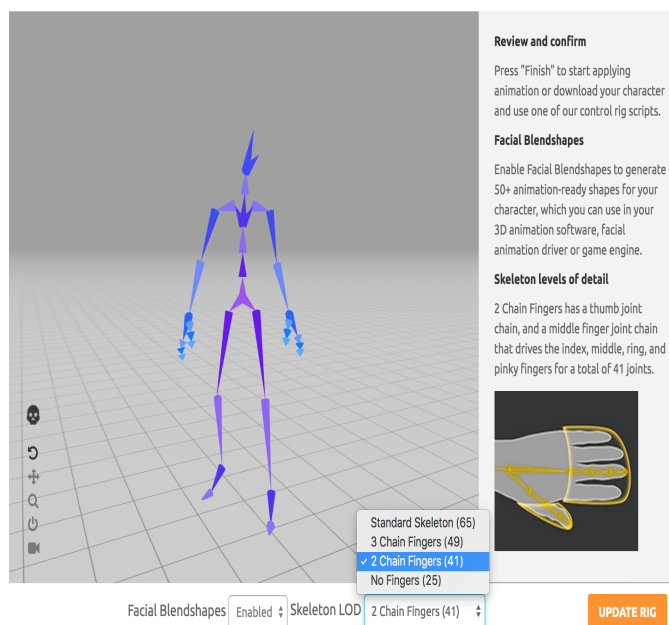 Review and confirm
Press "Finish" to start applying
animation or download your character
and use one of our control rig scripts.
Facial Blendshapes
Enable Facial Blendshapes to generate
50+ animation-ready shapes for your
character, which you can use in your
3D animation software, facial
animation driver or game engine.
Skeleton levels of detail
2 Chain Fingers has a thumb joint
chain, and a middle finger joint chain
that drives the index, middle, ring, and
pinky fingers for a total of 41 joints.
Standard Skeleton (65)
3 Chain Fingers (49)
✓ 2 Chain Fingers (41)
No Fingers (25)
Facial Blendshapes Enabled Skeleton LOD 2 Chain Fingers (41) UPDATE RIG